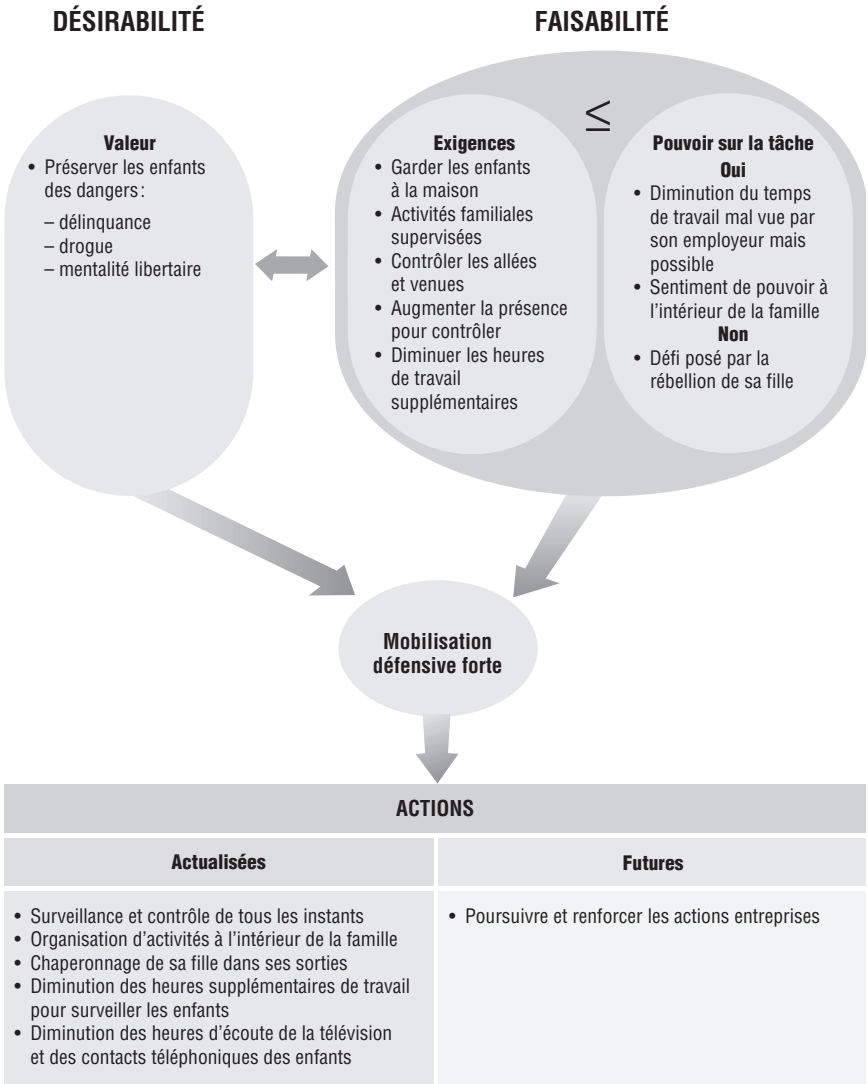 DÉSIRABILITÉ
FAISABILITÉ
Valeur
• Préserver les enfants
des dangers :
– délinquance
– drogue
– mentalité libertaire
≤
Exigences
• Garder les enfants
à la maison
• Activités familiales
supervisées
• Contrôler les allées
et venues
• Augmenter la présence
pour contrôler
• Diminuer les heures
de travail
supplémentaires
Pouvoir sur la tâche
Oui
• Diminution du temps
de travail mal vue par
son employeur mais
possible
• Sentiment de pouvoir à
l’intérieur de la famille
Non
• Défi posé par la
rébellion de sa fille
Mobilisation
défensive forte
ACTIONS
Actualisées
• Surveillance et contrôle de tous les instants
• Organisation d’activités à l’intérieur de la famille
• Chaperonnage de sa fille dans ses sorties
• Diminution des heures supplémentaires de travail
pour surveiller les enfants
• Diminution des heures d’écoute de la télévision
et des contacts téléphoniques des enfants
Futures
• Poursuivre et renforcer les actions entreprises